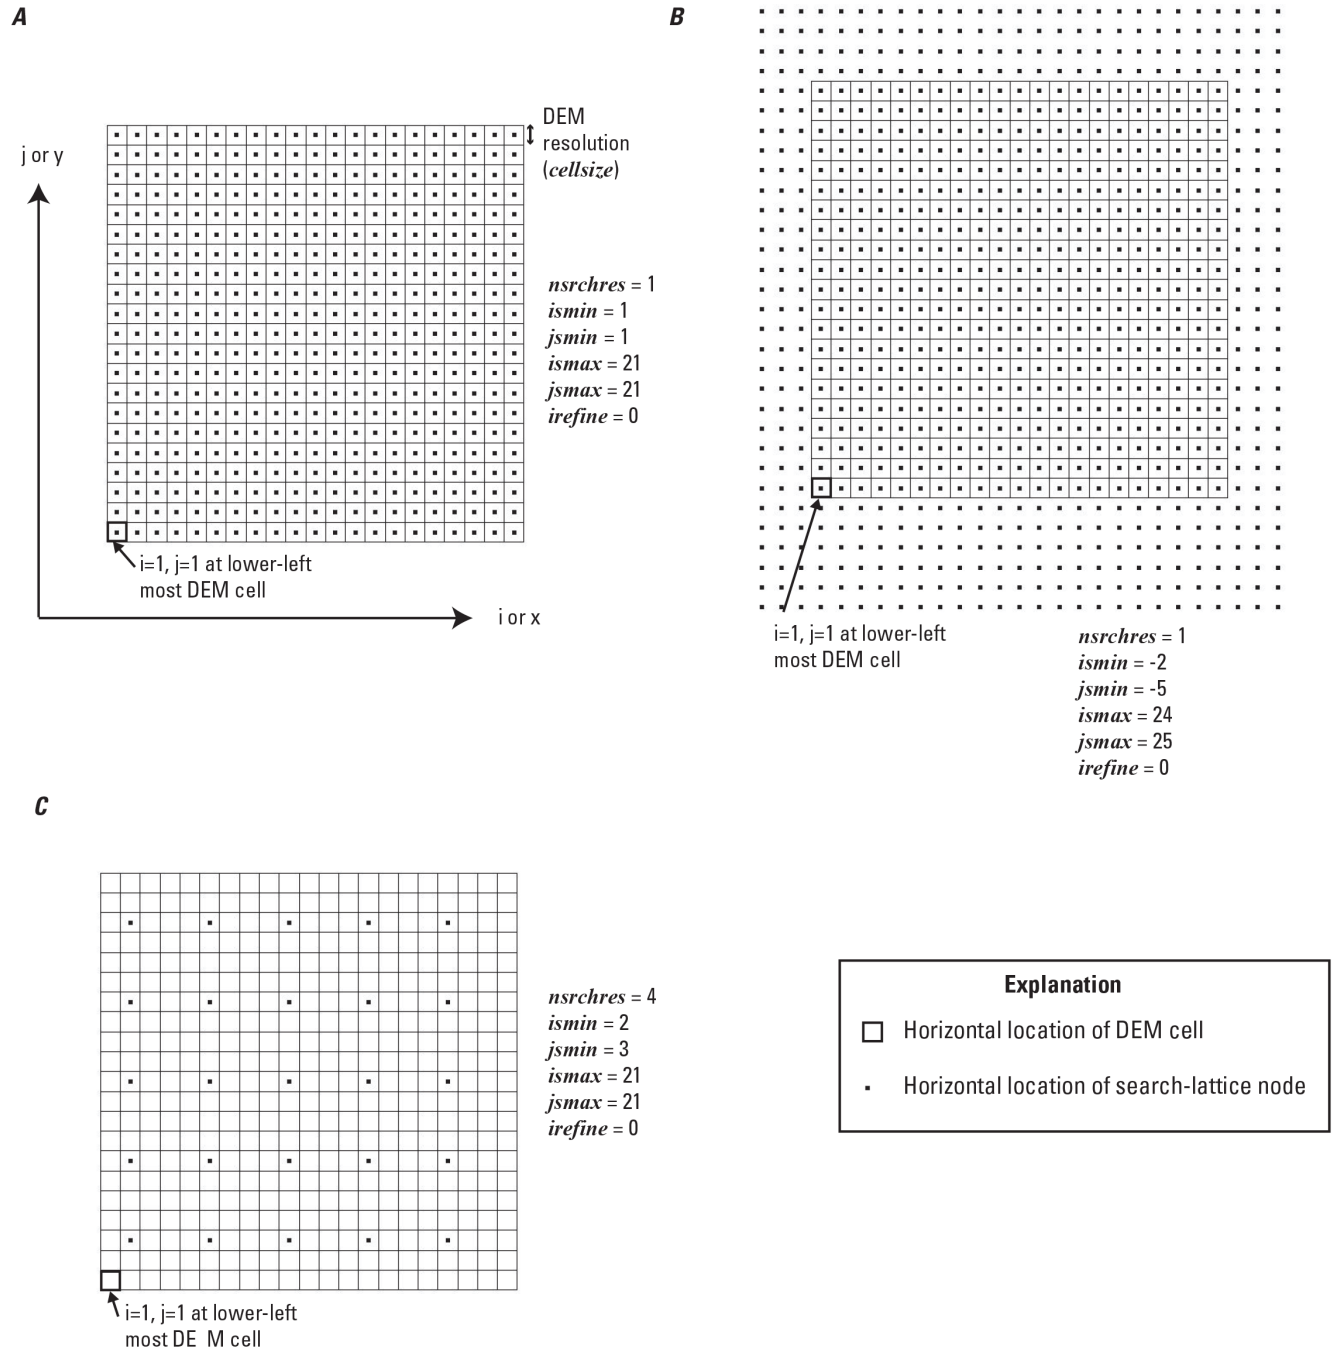 A
j or y
DEM
resolution
(cellsize)
nsrchres = 1
ismin = 1
jsmin = 1
ismax = 21
jsmax = 21
irefine = 0
i=1, j=1 at lower-left
most DEM cell
i or x
B
i=1, j=1 at lower-left
most DEM cell
nsrchres = 1
ismin = -2
jsmin = -5
ismax = 24
jsmax = 25
irefine = 0
C
nsrchres = 4
ismin = 2
jsmin = 3
ismax = 21
jsmax = 21
irefine = 0
i=1, j=1 at lower-left
most DE M cell
Explanation
Horizontal location of DEM cell
Horizontal location of search-lattice node